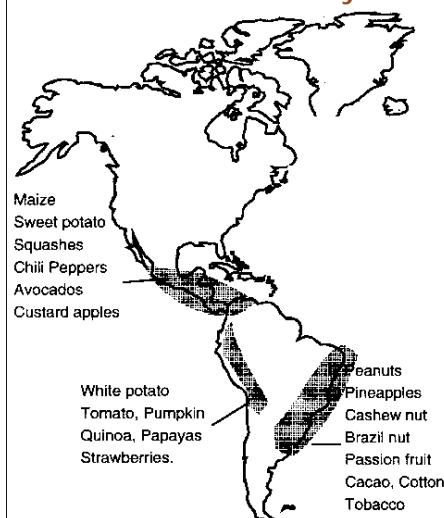 Maize
Sweet potato
Squashes
Chili Peppers
Avocados
Custard apples
White potato
Tomato, Pumpkin
Quinoa, Papayas
Strawberries.
Peanuts
Pineapples
Cashew nut
Brazil nut
Passion fruit
Cacao, Cotton
Tobacco